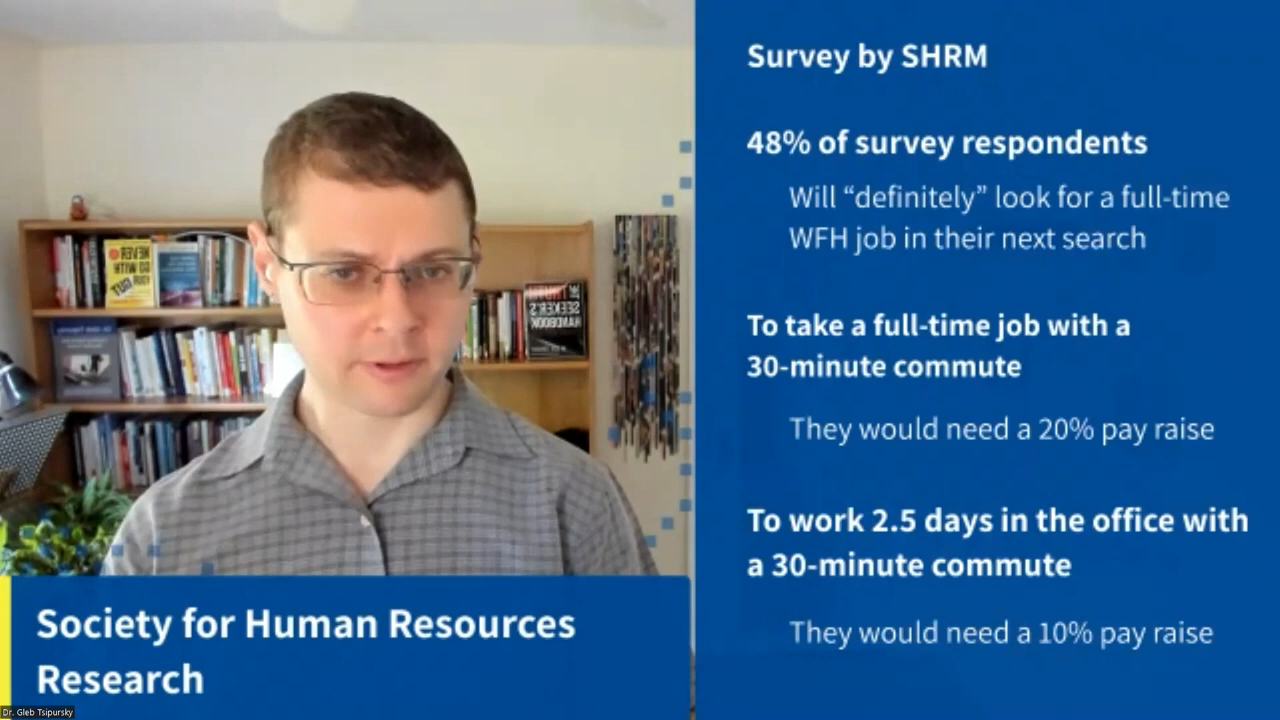 Survey by SHRM
48% of survey respondents
Will “definitely” look for a full-time
WFH job in their next search
To take a full-time job with a
30-minute commute
They would need a 20% pay raise
To work 2.5 days in the office with
a 30-minute commute
They would need a 10% pay raise
NEVER
GO WITH
YOUR
GUT
SEEKER'S
HANDBOOK
Society for Human Resources
Research
Dr. Gleb Tsipursky